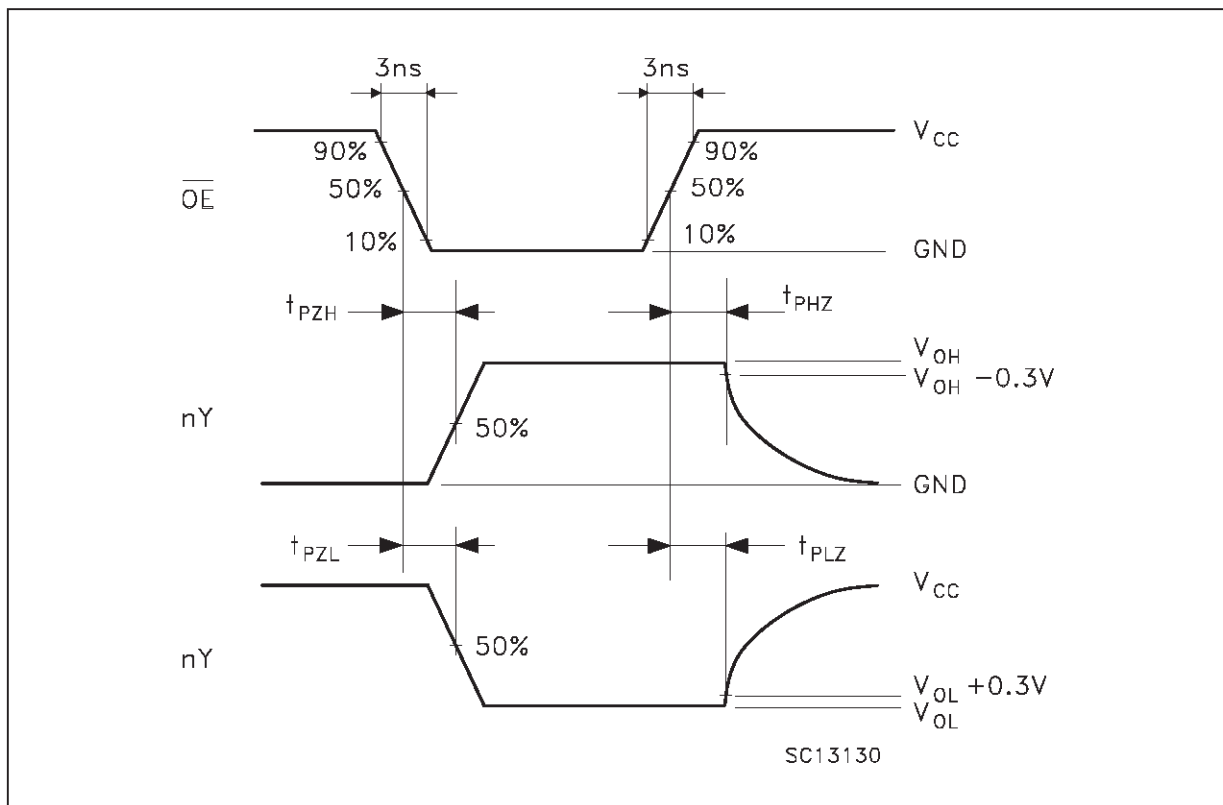 3ns 3ns
V_CC
90% 90%
OE 50% 50%
10% 10%
GND
t_PZH t_PHZ
V_OH
V_OH −0.3V
nY 50%
GND
t_PZL t_PLZ
V_CC
nY 50%
V_OL +0.3V
V_OL
SC13130